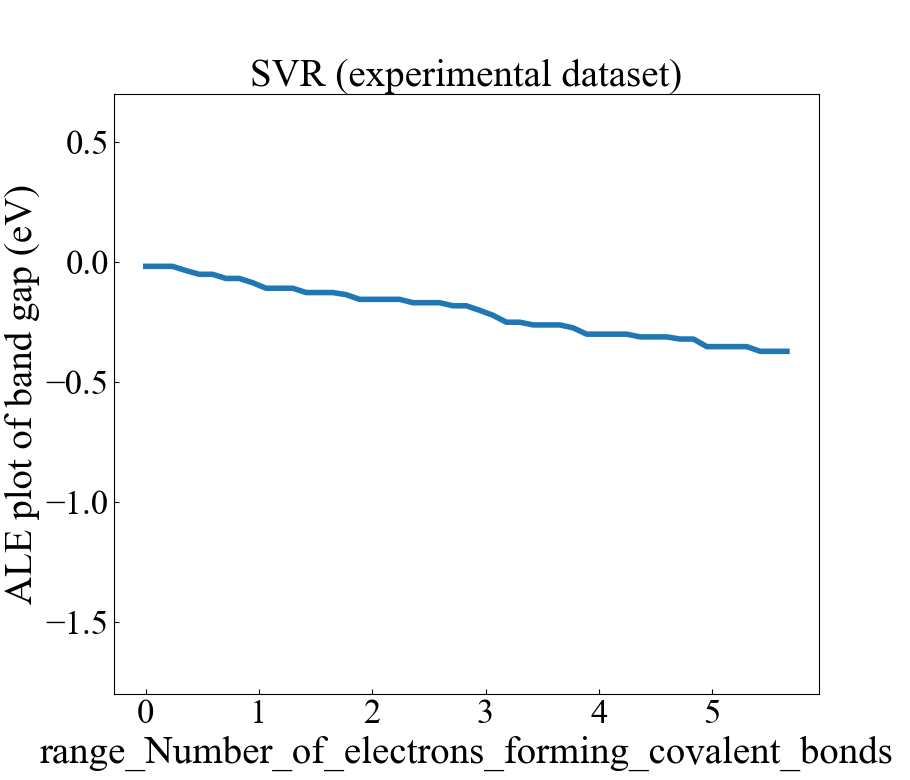 SVR (experimental dataset)
ALE plot of band gap (eV)
0.5
0.0
−0.5
−1.0
−1.5
0 1 2 3 4 5
range_Number_of_electrons_forming_covalent_bonds